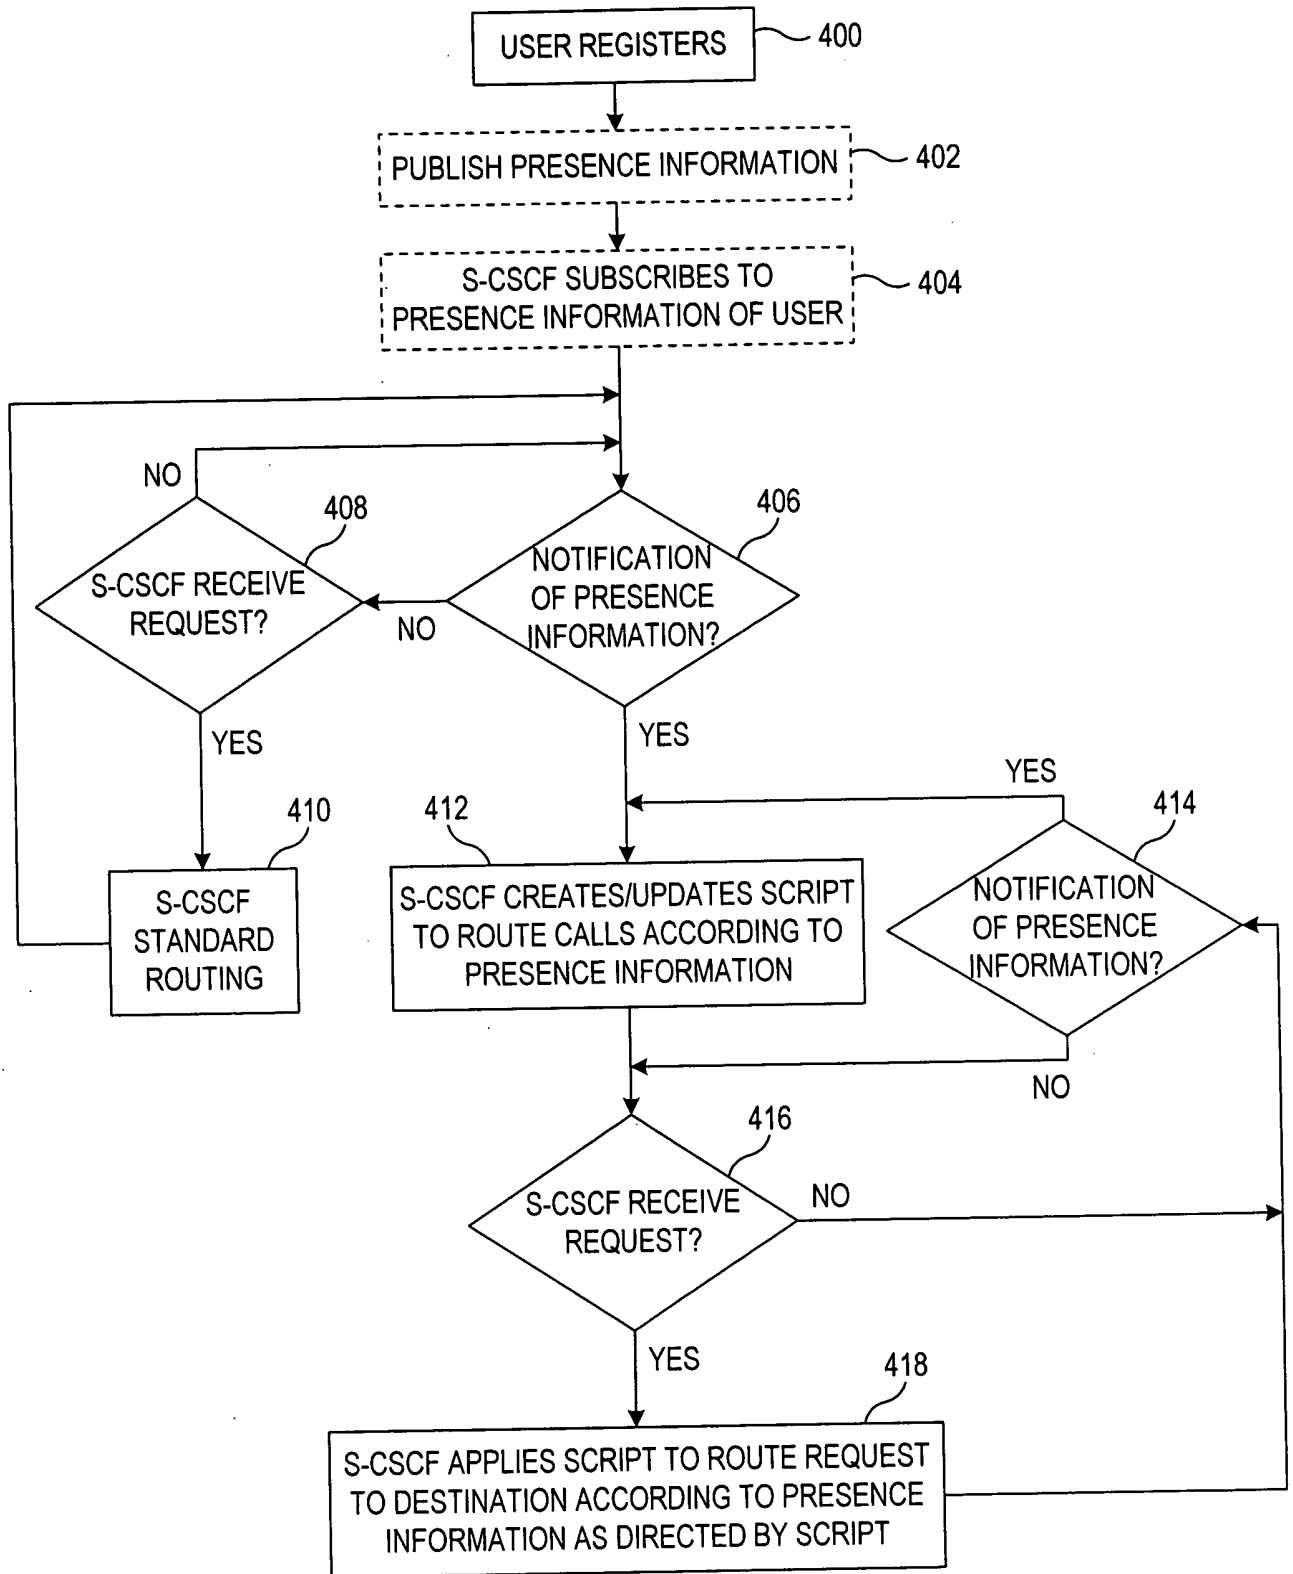 USER REGISTERS
400
PUBLISH PRESENCE INFORMATION
402
S-CSCF SUBSCRIBES TO
PRESENCE INFORMATION OF USER
404
NO
408
S-CSCF RECEIVE
REQUEST?
406
NOTIFICATION
OF PRESENCE
INFORMATION?
NO
YES
YES
YES
410
S-CSCF
STANDARD
ROUTING
412
S-CSCF CREATES/UPDATES SCRIPT
TO ROUTE CALLS ACCORDING TO
PRESENCE INFORMATION
414
NOTIFICATION
OF PRESENCE
INFORMATION?
NO
416
S-CSCF RECEIVE
REQUEST?
NO
YES
418
S-CSCF APPLIES SCRIPT TO ROUTE REQUEST
TO DESTINATION ACCORDING TO PRESENCE
INFORMATION AS DIRECTED BY SCRIPT